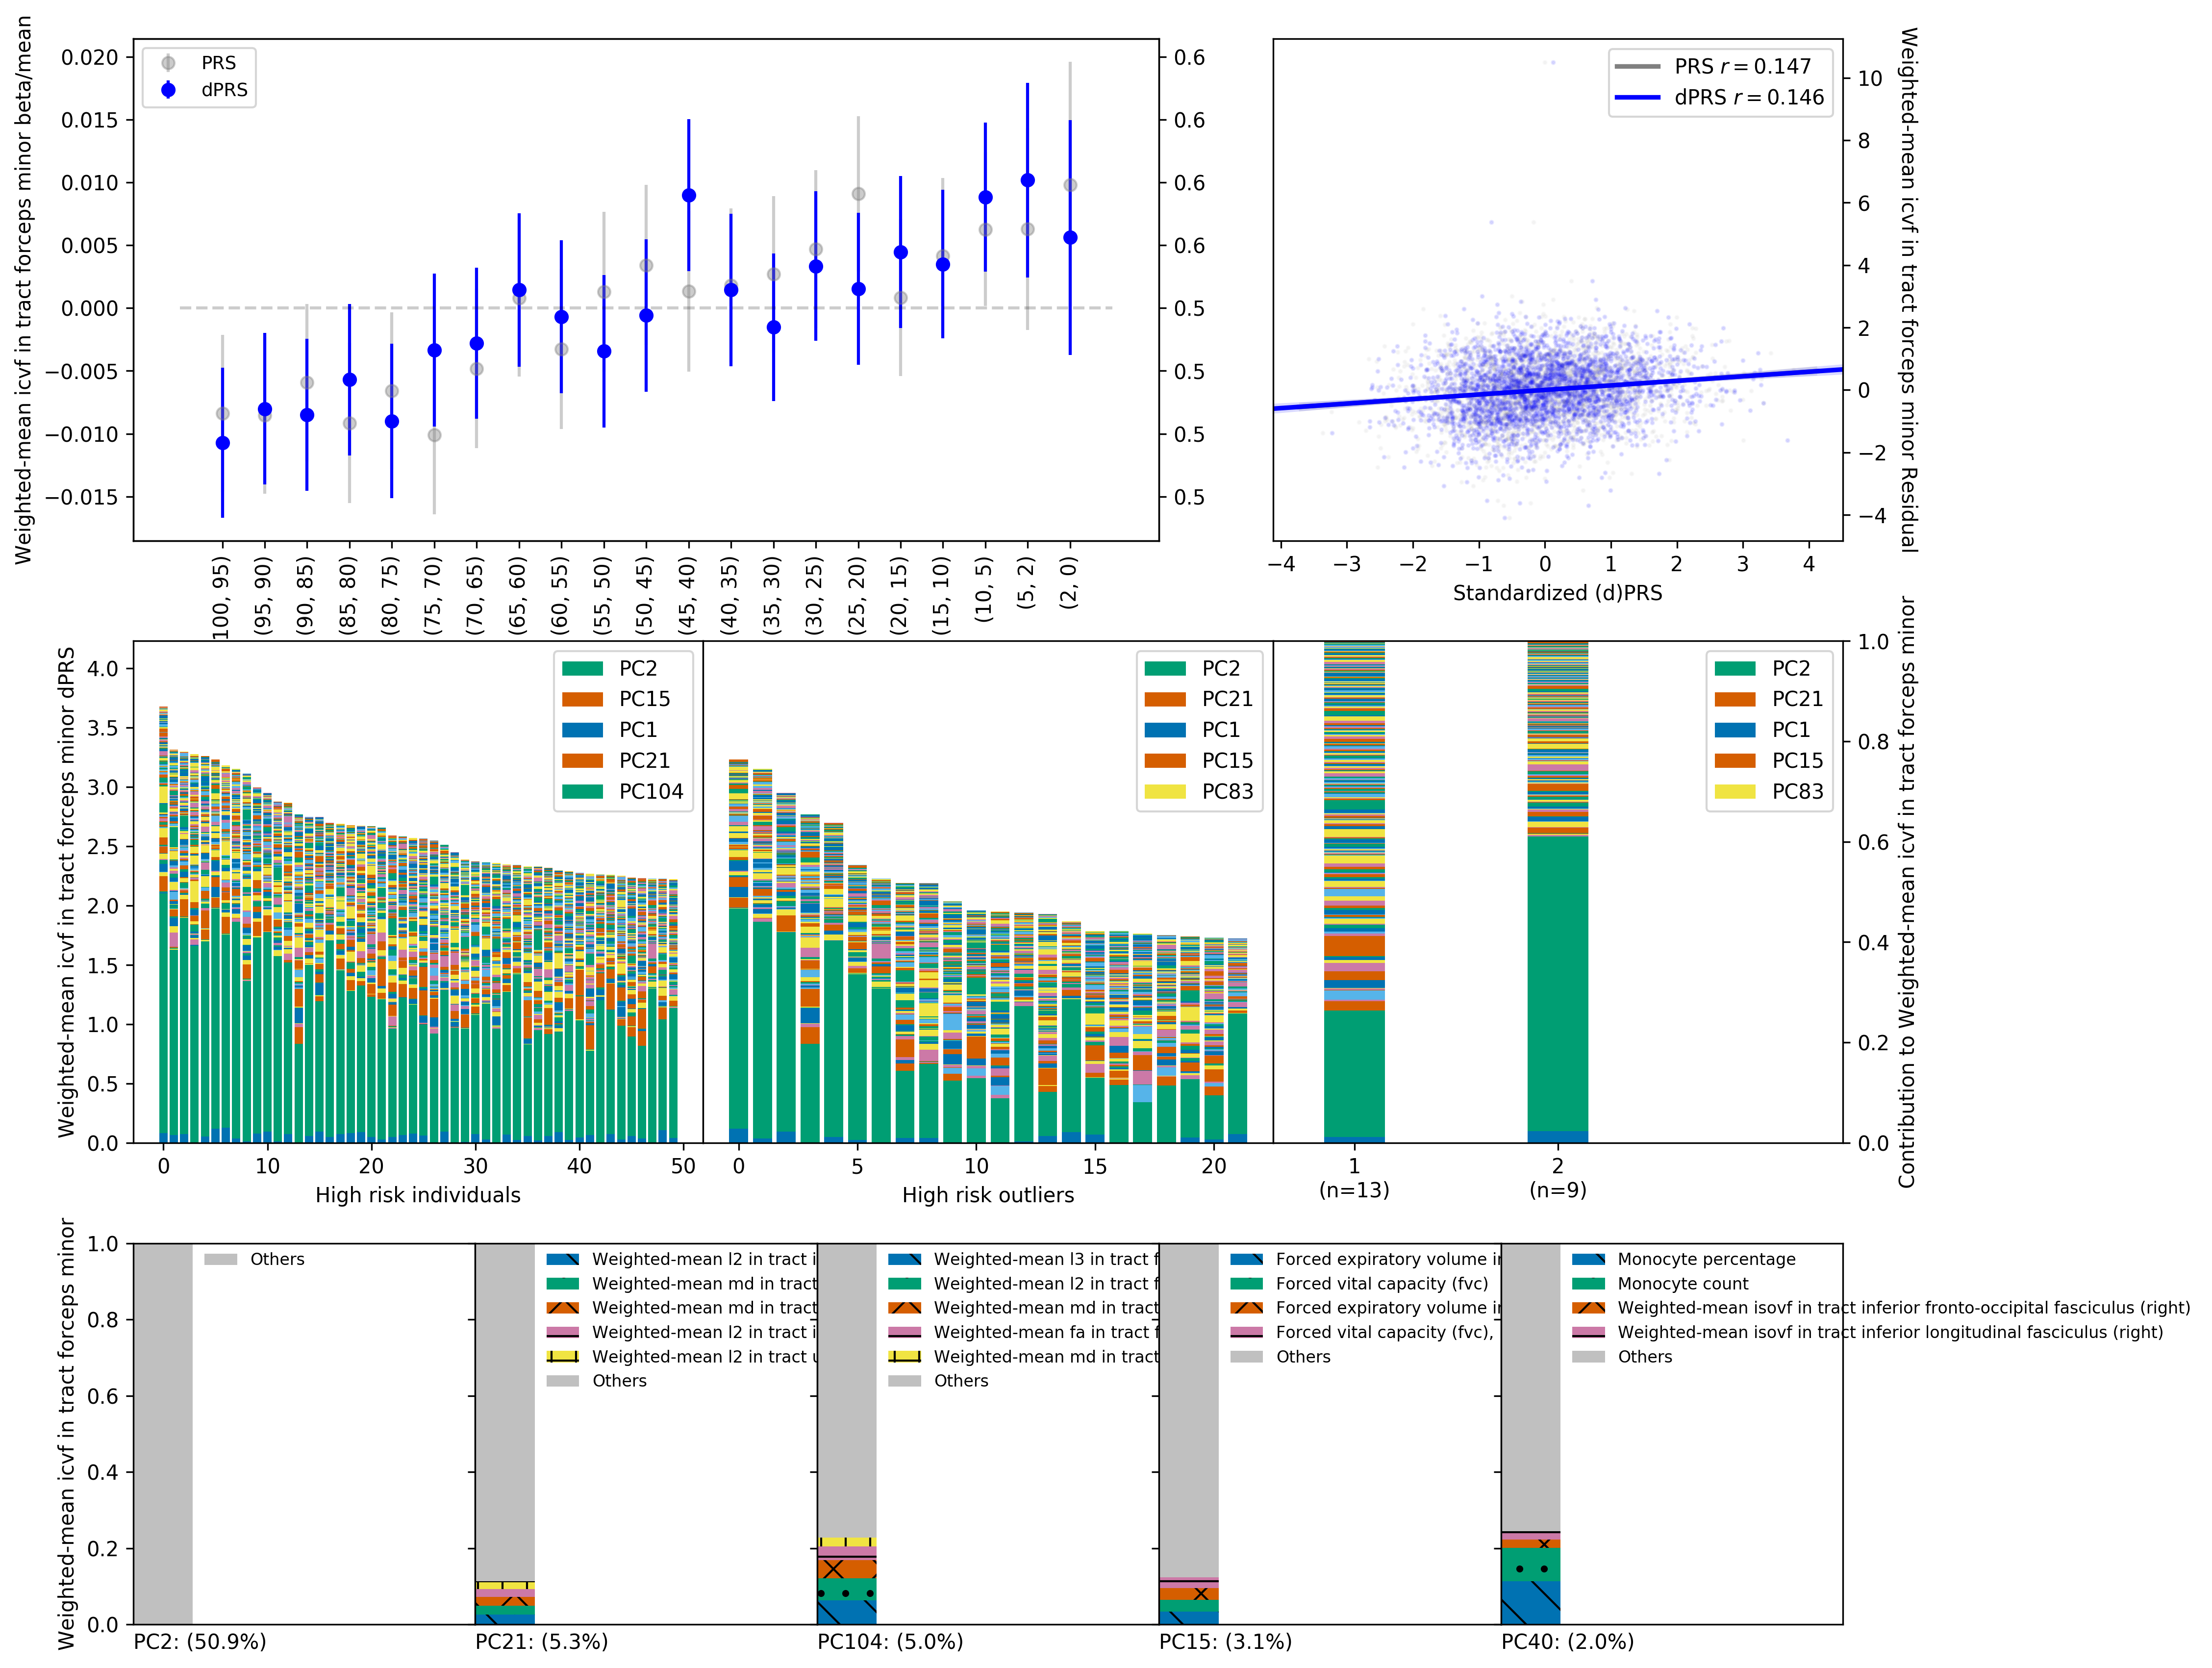 Weighted-mean icvf in tract forceps minor beta/mean
0.020
0.015
0.010
0.005
0.000
−0.005
−0.010
−0.015
PRS
dPRS
0.6
0.6
0.6
0.6
0.5
0.5
0.5
0.5
100, 95)
(95, 90)
(90, 85)
(85, 80)
(80, 75)
(75, 70)
(70, 65)
(65, 60)
(60, 55)
(55, 50)
(50, 45)
(45, 40)
(40, 35)
(35, 30)
(30, 25)
(25, 20)
(20, 15)
(15, 10)
(10, 5)
(5, 2)
(2, 0)
PRS r = 0.147
dPRS r = 0.146
10
8
6
4
2
0
−2
−4
Weighted-mean icvf in tract forceps minor Residual
−4 −3 −2 −1 0 1 2 3 4
Standardized (d)PRS
Weighted-mean icvf in tract forceps minor dPRS
4.0
3.5
3.0
2.5
2.0
1.5
1.0
0.5
0.0
PC2
PC15
PC1
PC21
PC104
0 10 20 30 40 50
High risk individuals
PC2
PC21
PC1
PC15
PC83
0 5 10 15 20
High risk outliers
PC2
PC21
PC1
PC15
PC83
1
(n=13)
2
(n=9)
1.0
0.8
0.6
0.4
0.2
0.0
Contribution to Weighted-mean icvf in tract forceps minor
Weighted-mean icvf in tract forceps minor
1.0
0.8
0.6
0.4
0.2
0.0
Others
PC2: (50.9%)
Weighted-mean l2 in tract i
Weighted-mean md in tract
Weighted-mean md in tract
Weighted-mean l2 in tract i
Weighted-mean l2 in tract u
Others
PC21: (5.3%)
Weighted-mean l3 in tract f
Weighted-mean l2 in tract f
Weighted-mean md in tract
Weighted-mean fa in tract f
Weighted-mean md in tract
Others
PC104: (5.0%)
Forced expiratory volume in
Forced vital capacity (fvc)
Forced expiratory volume in
Forced vital capacity (fvc),
Others
PC15: (3.1%)
Monocyte percentage
Monocyte count
Weighted-mean isovf in tract inferior fronto-occipital fasciculus (right)
Weighted-mean isovf in tract inferior longitudinal fasciculus (right)
Others
PC40: (2.0%)